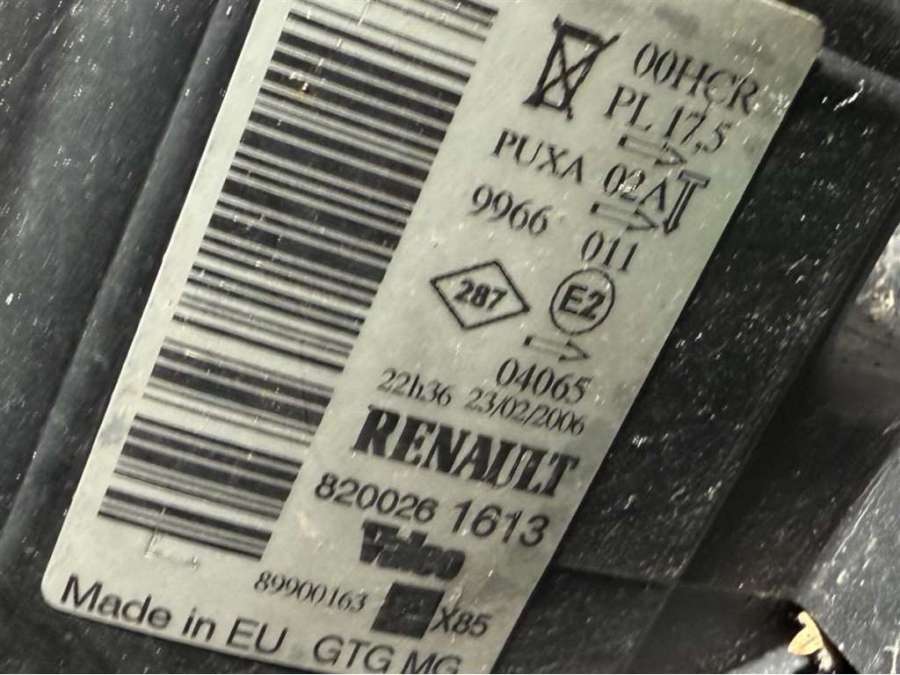 00HCR
PL 17,5
PUXA 02A
9966 011
287 E2
04065
22h36 23/02/2006
RENAULT
820026 1613
Valeo
89900163 X85
Made in EU GTG MG